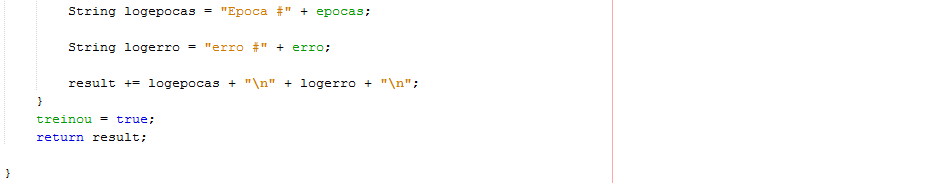 String logepocas = "Epoca #" + epocas;
String logerro = "erro #" + erro;
result += logepocas + "\n" + logerro + "\n";
}
treinou = true;
return result;
}